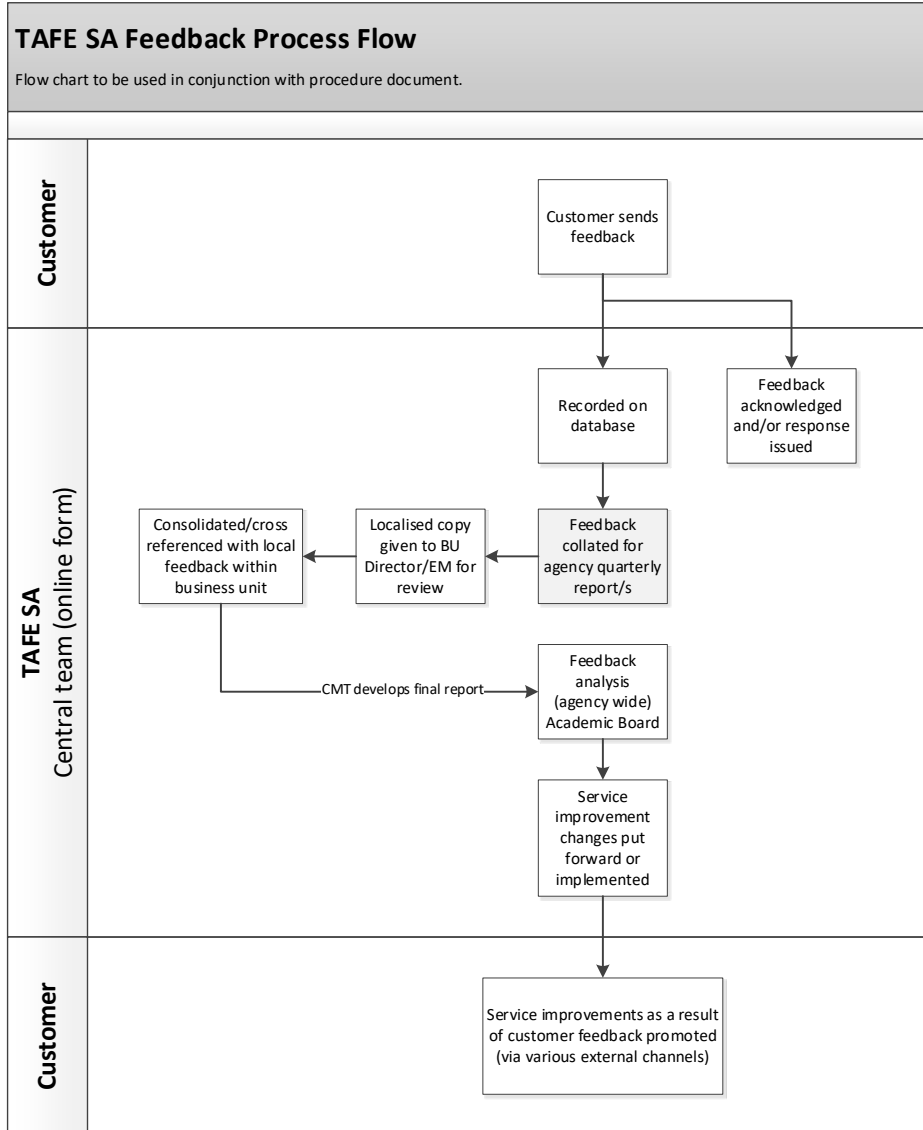 TAFE SA Feedback Process Flow
Flow chart to be used in conjunction with procedure document.
Customer
Customer sends
feedback
TAFE SA
Central team (online form)
Recorded on
database
Feedback
acknowledged
and/or response
issued
Feedback
collated for
agency quarterly
report/s
Localised copy
given to BU
Director/EM for
review
Consolidated/cross
referenced with local
feedback within
business unit
CMT develops final report
Feedback
analysis
(agency wide)
Academic Board
Service
improvement
changes put
forward or
implemented
Customer
Service improvements as a result
of customer feedback promoted
(via various external channels)